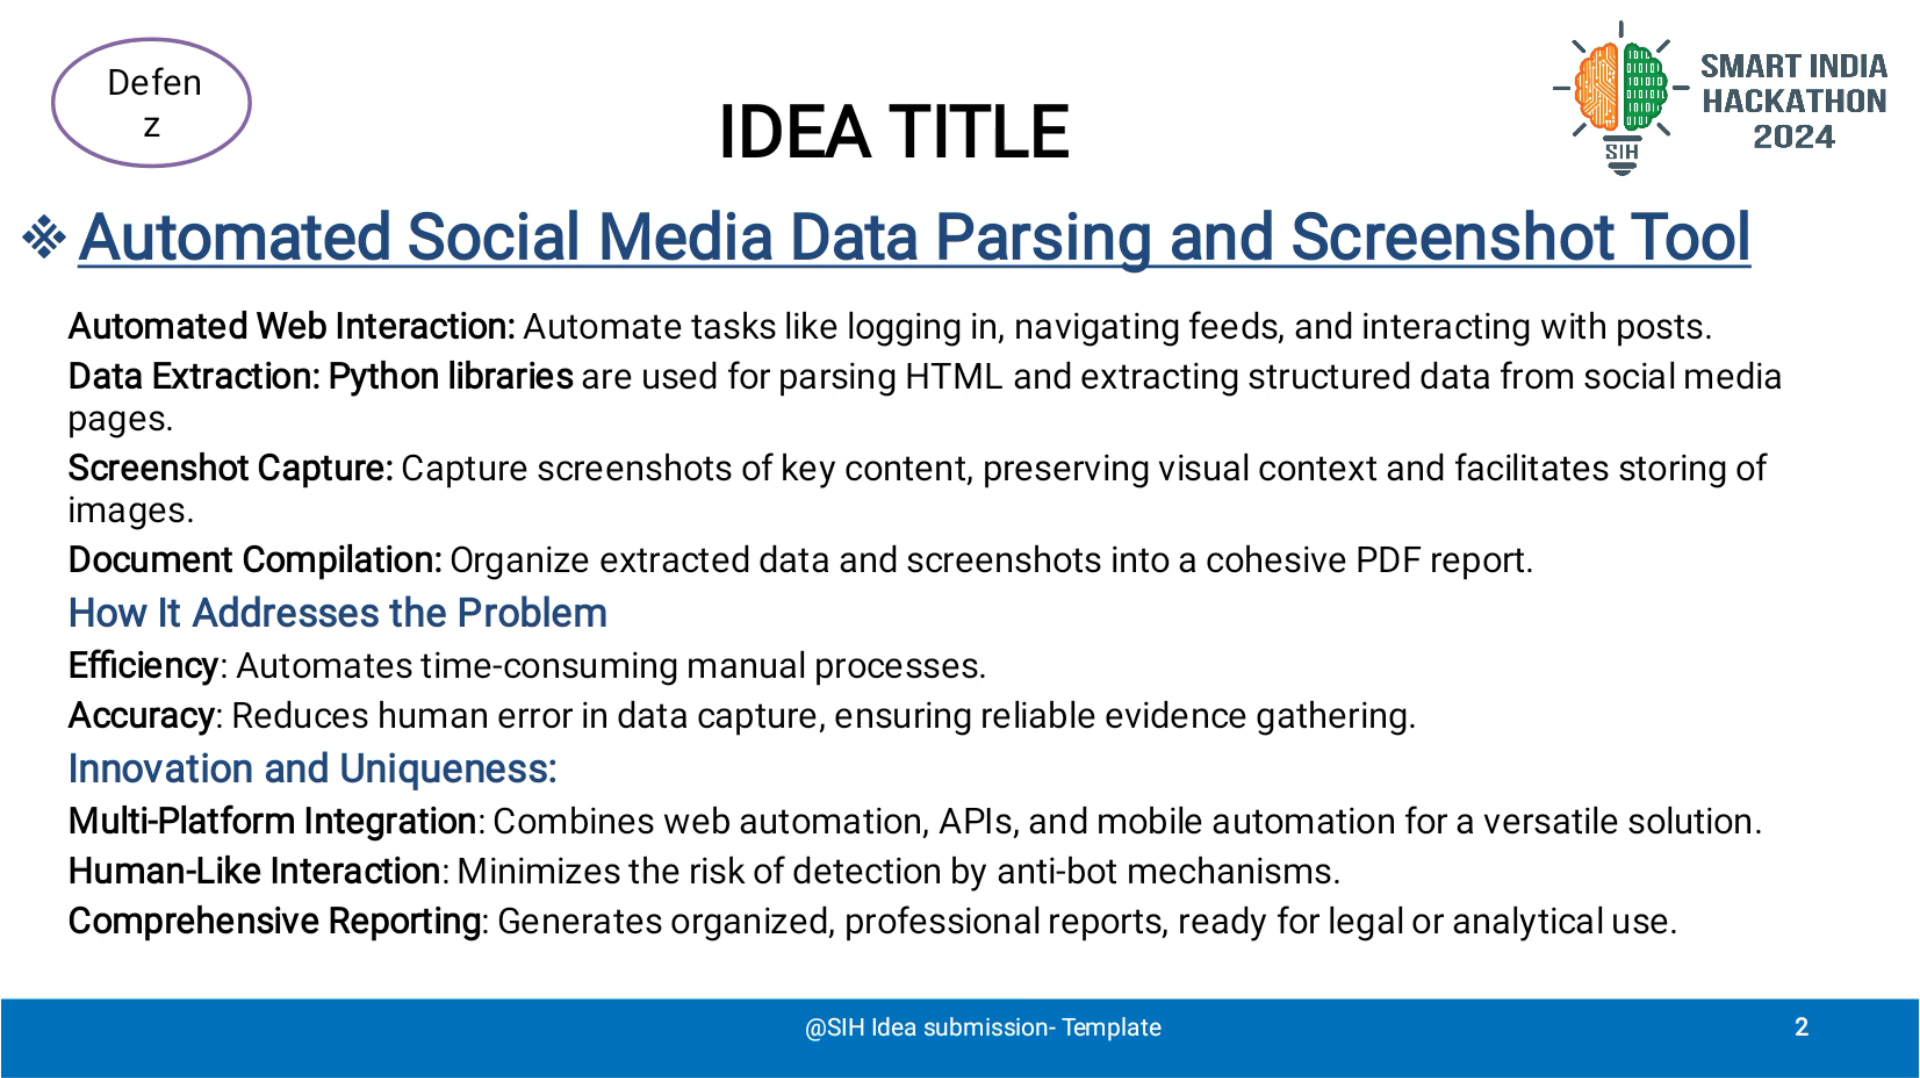 Defen
z
IDEA TITLE
SIH
SMART INDIA
HACKATHON
2024
❖ Automated Social Media Data Parsing and Screenshot Tool
Automated Web Interaction: Automate tasks like logging in, navigating feeds, and interacting with posts.
Data Extraction: Python libraries are used for parsing HTML and extracting structured data from social media
pages.
Screenshot Capture: Capture screenshots of key content, preserving visual context and facilitates storing of
images.
Document Compilation: Organize extracted data and screenshots into a cohesive PDF report.
How It Addresses the Problem
Efficiency: Automates time-consuming manual processes.
Accuracy: Reduces human error in data capture, ensuring reliable evidence gathering.
Innovation and Uniqueness:
Multi-Platform Integration: Combines web automation, APIs, and mobile automation for a versatile solution.
Human-Like Interaction: Minimizes the risk of detection by anti-bot mechanisms.
Comprehensive Reporting: Generates organized, professional reports, ready for legal or analytical use.
@SIH Idea submission- Template
2